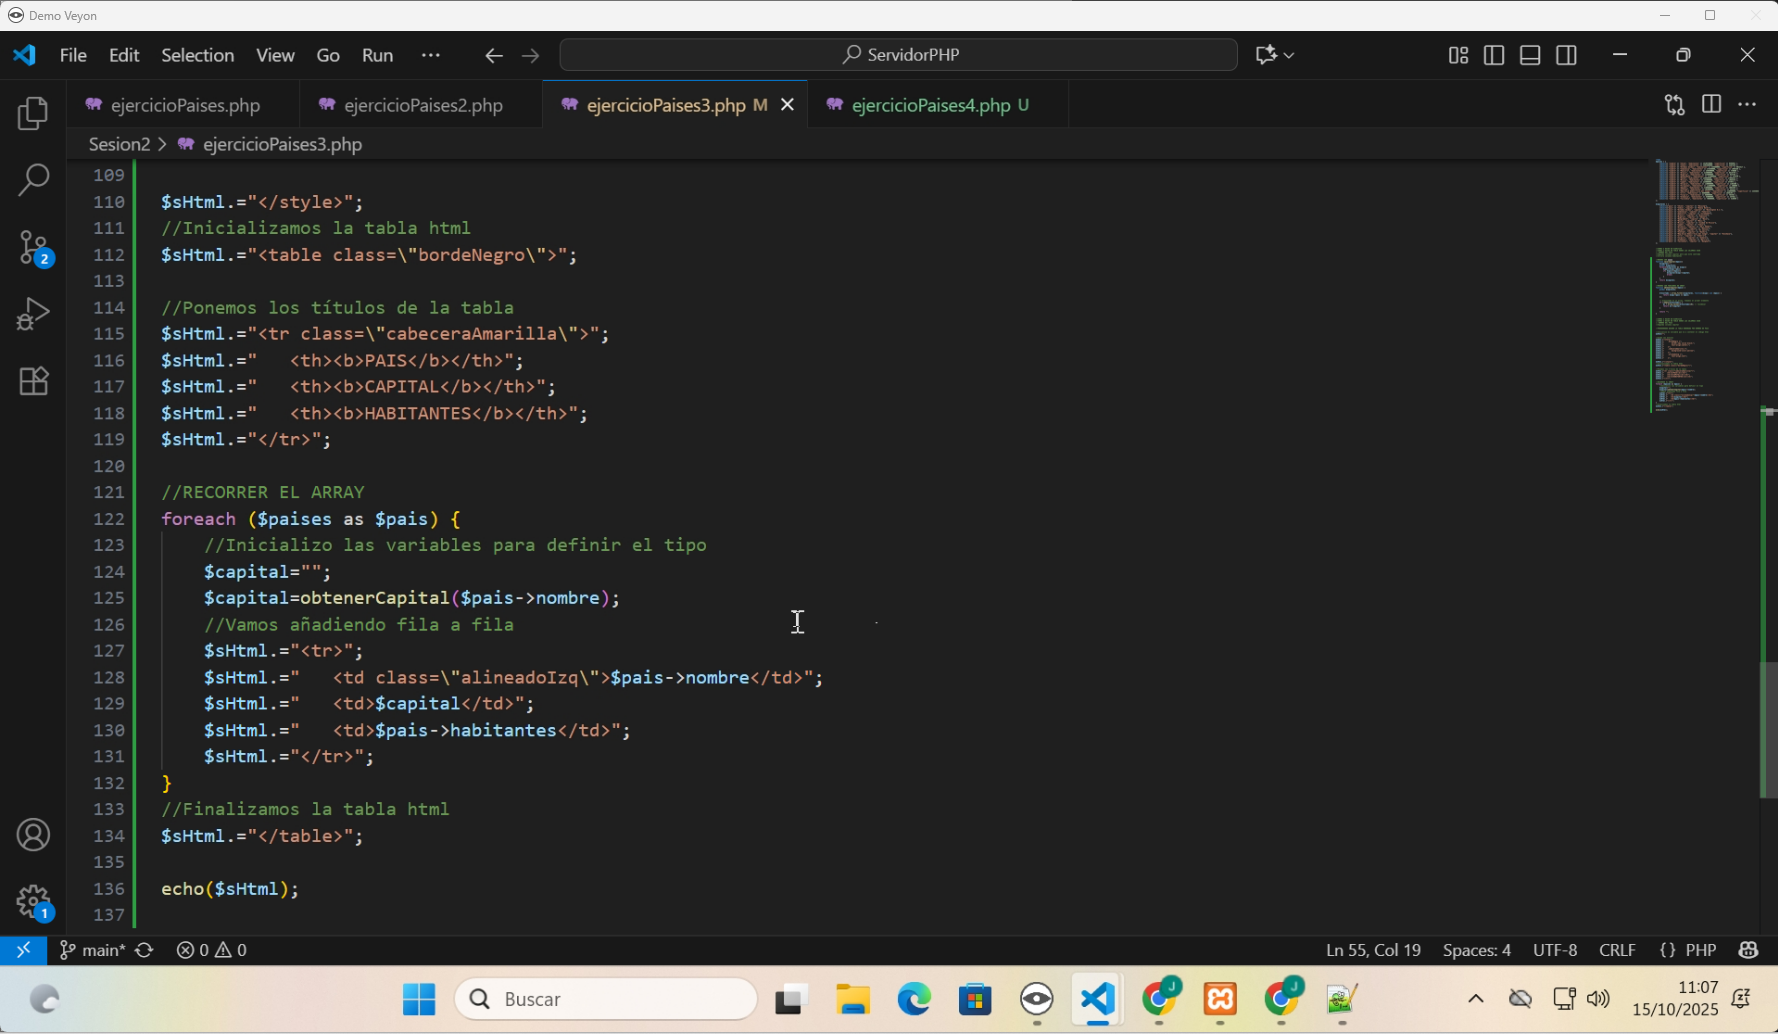 Demo Veyon
File Edit Selection View Go Run ··· ServidorPHP
ejercicioPaises.php ejercicioPaises2.php ejercicioPaises3.php M ejercicioPaises4.php U
Sesion2 > ejercicioPaises3.php
109
110 $sHtml.="</style>";
111 //Inicializamos la tabla html
112 $sHtml.="<table class=\"bordeNegro\">";
113
114 //Ponemos los títulos de la tabla
115 $sHtml.="<tr class=\"cabeceraAmarilla\">";
116 $sHtml.="   <th><b>PAIS</b></th>";
117 $sHtml.="   <th><b>CAPITAL</b></th>";
118 $sHtml.="   <th><b>HABITANTES</b></th>";
119 $sHtml.="</tr>";
120
121 //RECORRER EL ARRAY
122 foreach ($paises as $pais) {
123     //Inicializo las variables para definir el tipo
124     $capital="";
125     $capital=obtenerCapital($pais->nombre);
126     //Vamos añadiendo fila a fila
127     $sHtml.="<tr>";
128     $sHtml.="   <td class=\"alineadoIzq\">$pais->nombre</td>";
129     $sHtml.="   <td>$capital</td>";
130     $sHtml.="   <td>$pais->habitantes</td>";
131     $sHtml.="</tr>";
132 }
133 //Finalizamos la tabla html
134 $sHtml.="</table>";
135
136 echo($sHtml);
137
2
1
main* 0 0 Ln 55, Col 19 Spaces: 4 UTF-8 CRLF {} PHP
Buscar
11:07
15/10/2025